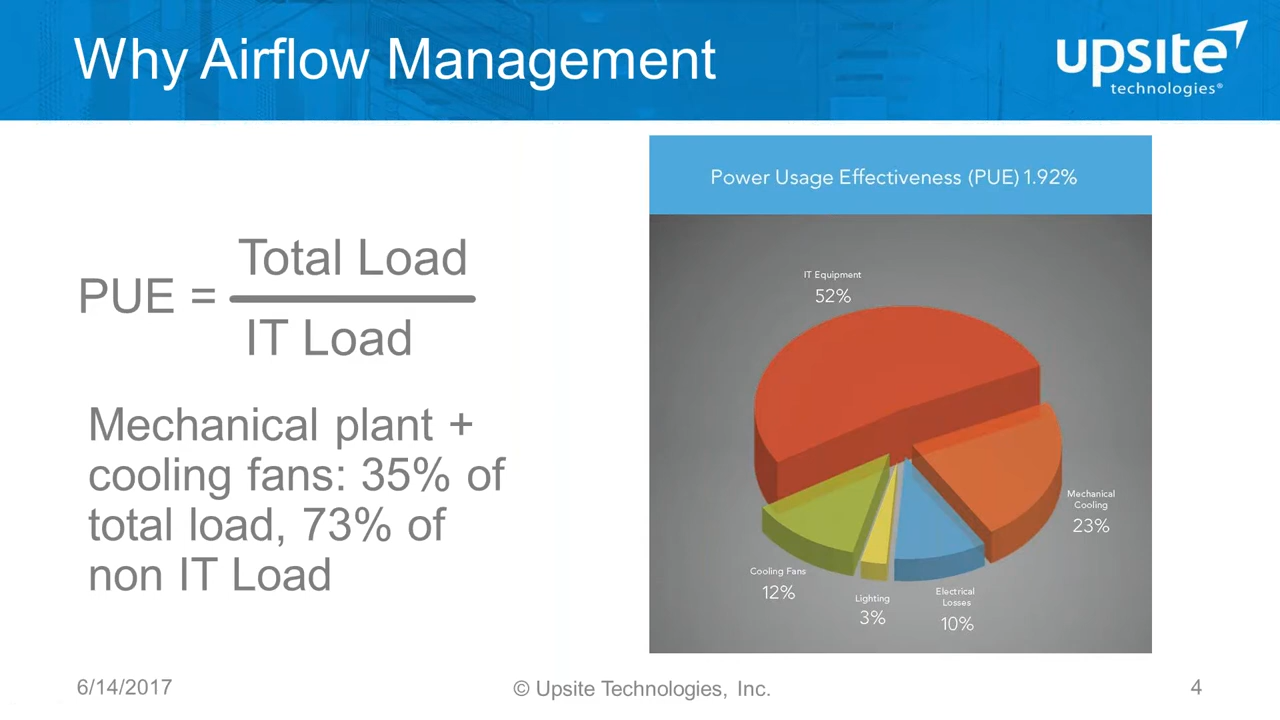 Why Airflow Management
upsite
technologies®
Power Usage Effectiveness (PUE) 1.92%
PUE =
Total Load
IT Load
Mechanical plant +
cooling fans: 35% of
total load, 73% of
non IT Load
IT Equipment
52%
Mechanical
Cooling
23%
Cooling Fans
12%
Lighting
3%
Electrical
Losses
10%
6/14/2017
© Upsite Technologies, Inc.
4